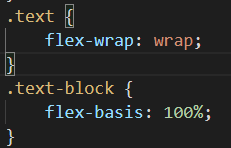 .text {
    flex-wrap: wrap;
}
.text-block {
    flex-basis: 100%;
}